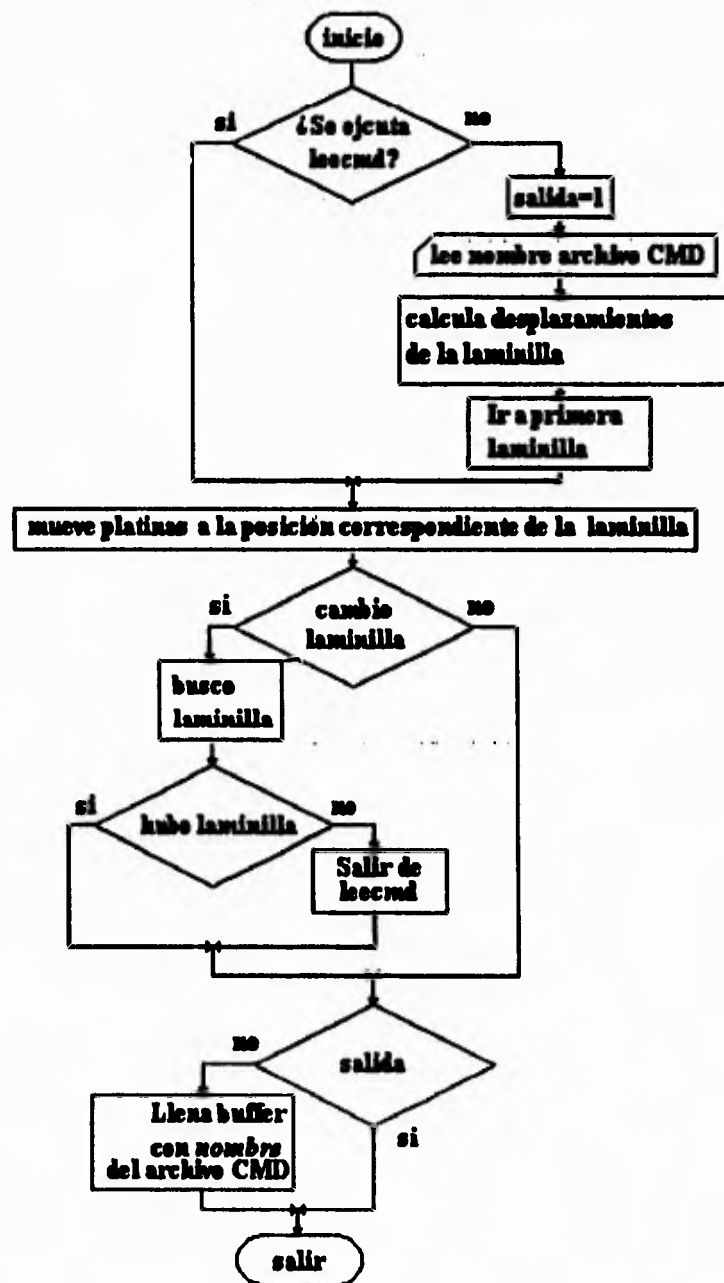 inicio
si
¿Se ejcuta
no
leecmd?
salida=1
lee nombre archivo CMD
calcula desplazamientos
de la laminilla
Ir a primera
laminilla
mueve platinas a la posición correspondiente de la laminilla
si
cambio
no
laminilla
busco
laminilla
si
hubo laminilla
no
Salir de
leecmd
no
salida
Llena buffer
si
con nombre
del archivo CMD
salir